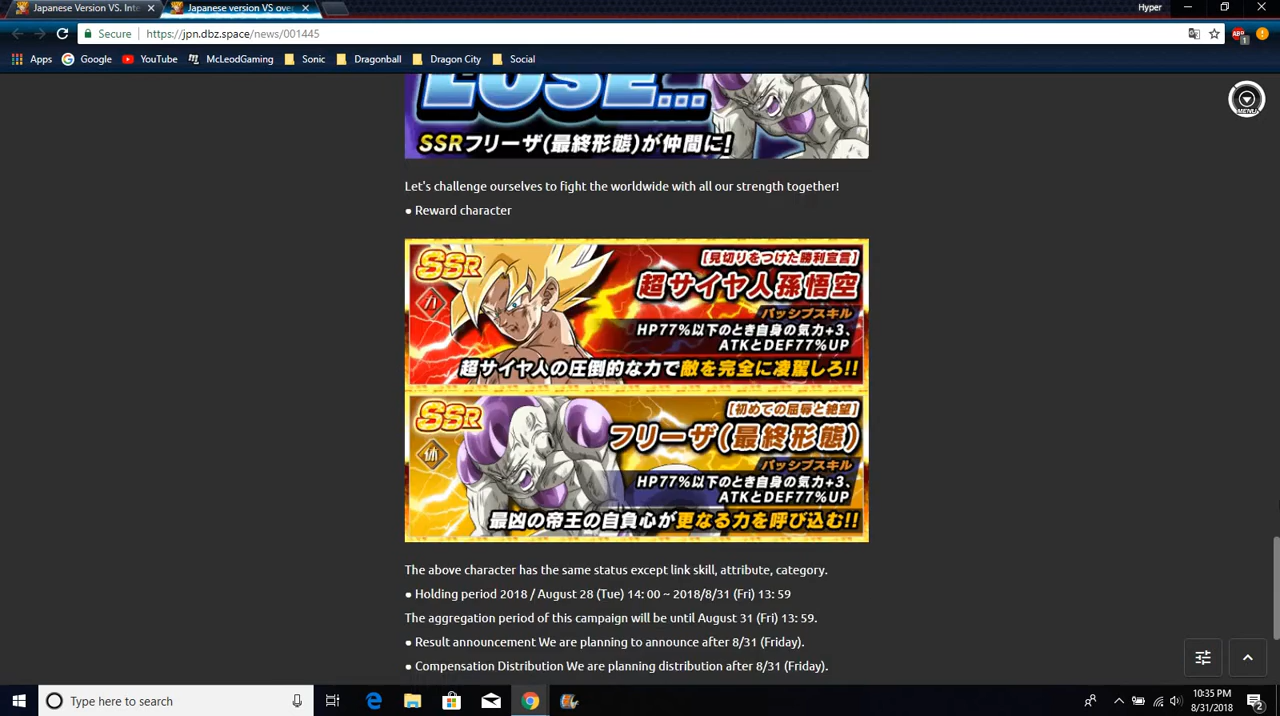 Japanese Version VS. Inte
Japanese version VS over
Hyper
Secure
https://jpn.dbz.space/news/001445
ABP
1
Apps
Google
YouTube
McLeodGaming
Sonic
Dragonball
Dragon City
Social
LOSE...
SSRフリーザ(最終形態)が仲間に!
MENU
Let's challenge ourselves to fight the worldwide with all our strength together!
● Reward character
SSR
力
[見切りをつけた勝利宣言]
超サイヤ人孫悟空
パッシブスキル
HP77%以下のとき自身の気力+3、
ATKとDEF77%UP
超サイヤ人の圧倒的な力で敵を完全に凌駕しろ!!
SSR
体
[初めての屈辱と絶望]
フリーザ(最終形態)
パッシブスキル
HP77%以下のとき自身の気力+3、
ATKとDEF77%UP
最凶の帝王の自負心が更なる力を呼び込む!!
The above character has the same status except link skill, attribute, category.
● Holding period 2018 / August 28 (Tue) 14: 00 ~ 2018/8/31 (Fri) 13: 59
The aggregation period of this campaign will be until August 31 (Fri) 13: 59.
● Result announcement We are planning to announce after 8/31 (Friday).
● Compensation Distribution We are planning distribution after 8/31 (Friday).
Type here to search
10:35 PM
8/31/2018
2